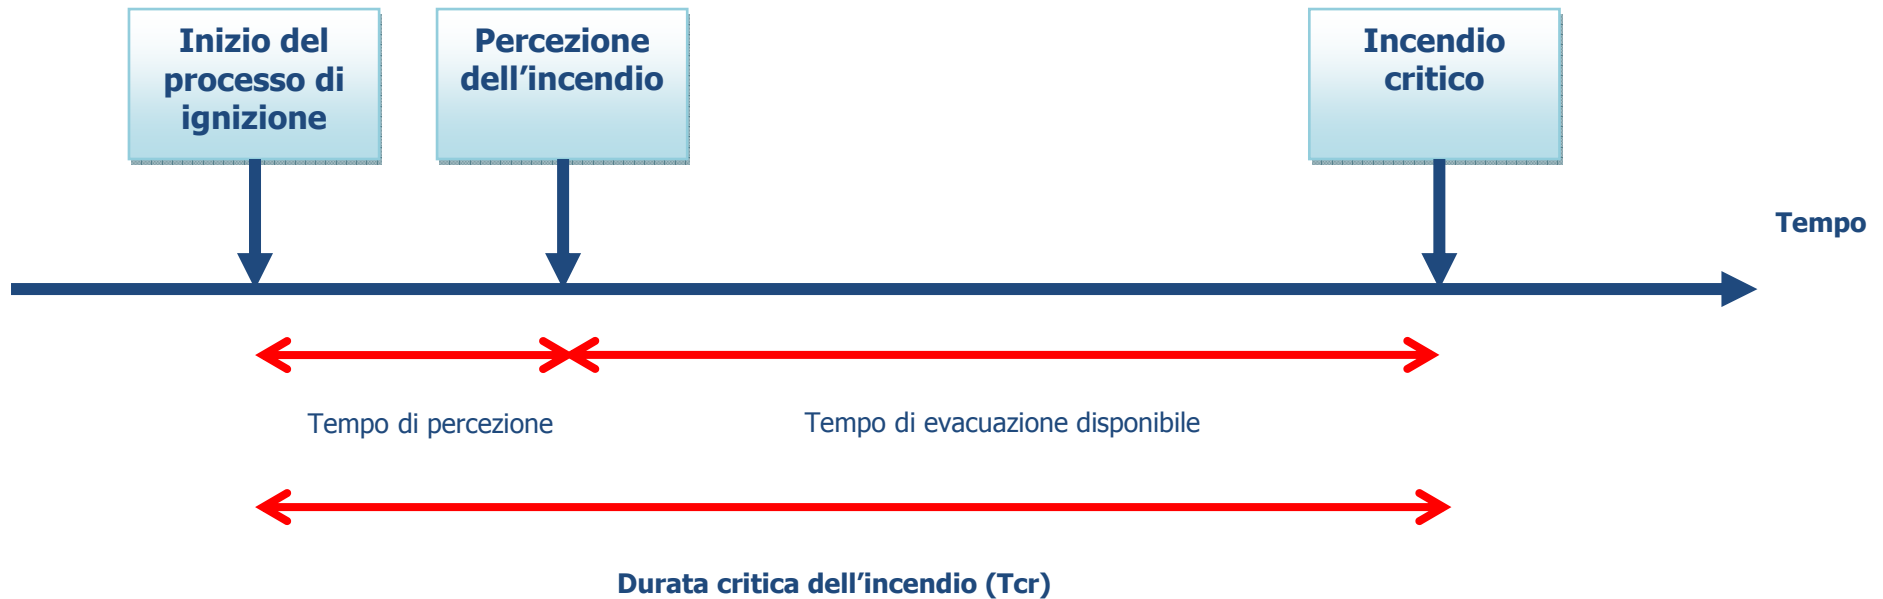 Inizio del
processo di
ignizione
Percezione
dell’incendio
Incendio
critico
Tempo
Tempo di percezione
Tempo di evacuazione disponibile
Durata critica dell’incendio (Tcr)